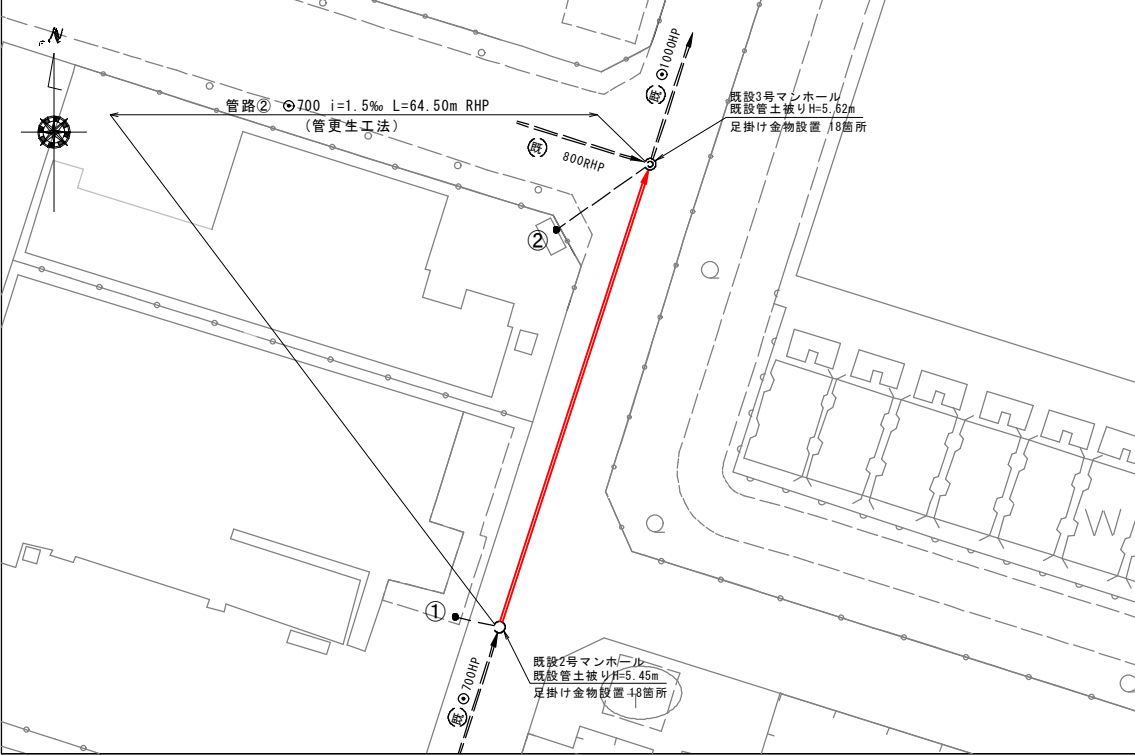 N
管路② ⊙700 i=1.5‰ L=64.50m RHP
(管更生工法)
(既) ⊙1000HP
既設3号マンホール
既設管土被りH=5.62m
足掛け金物設置 18箇所
(既) 800RHP
②
①
W
(既) ⊙700HP
既設2号マンホール
既設管土被りH=5.45m
足掛け金物設置 18箇所